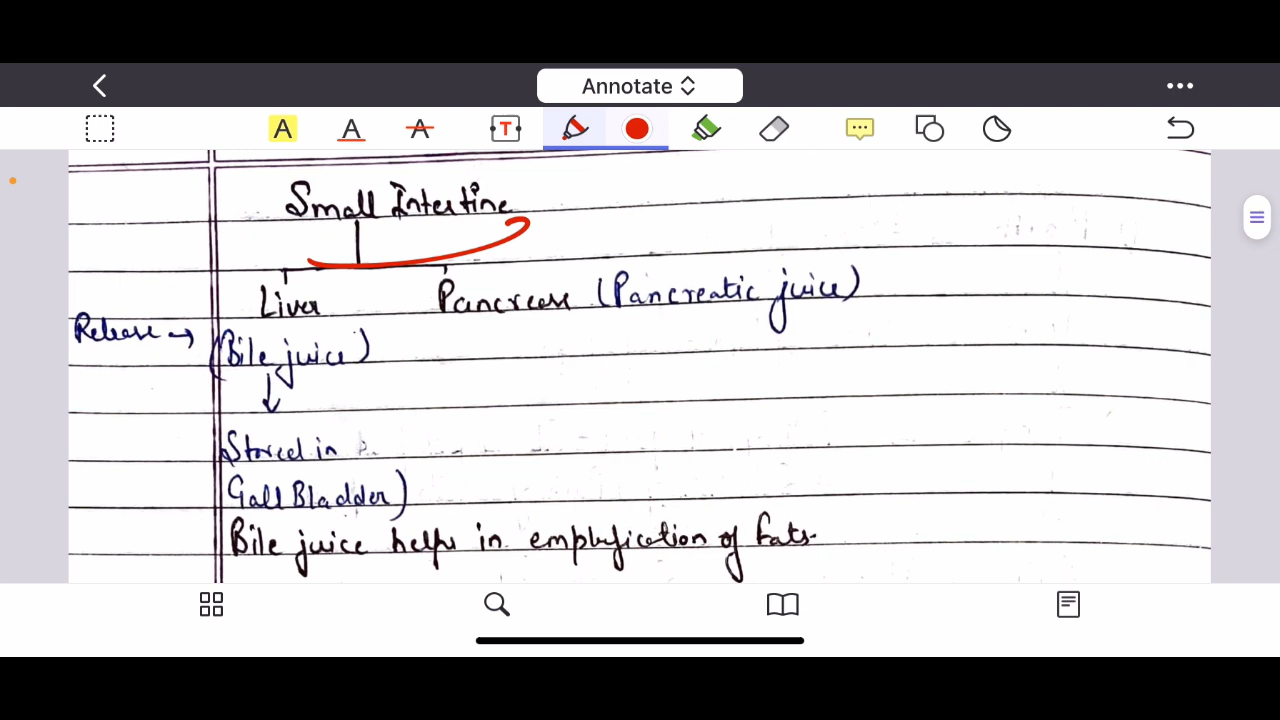 Annotate
A A A T
Small Intestine
Liver Pancreas (Pancreatic juice)
Release →
(Bile juice)
↓
Stored in
Gall Bladder)
Bile juice helps in emplyfication of fats.